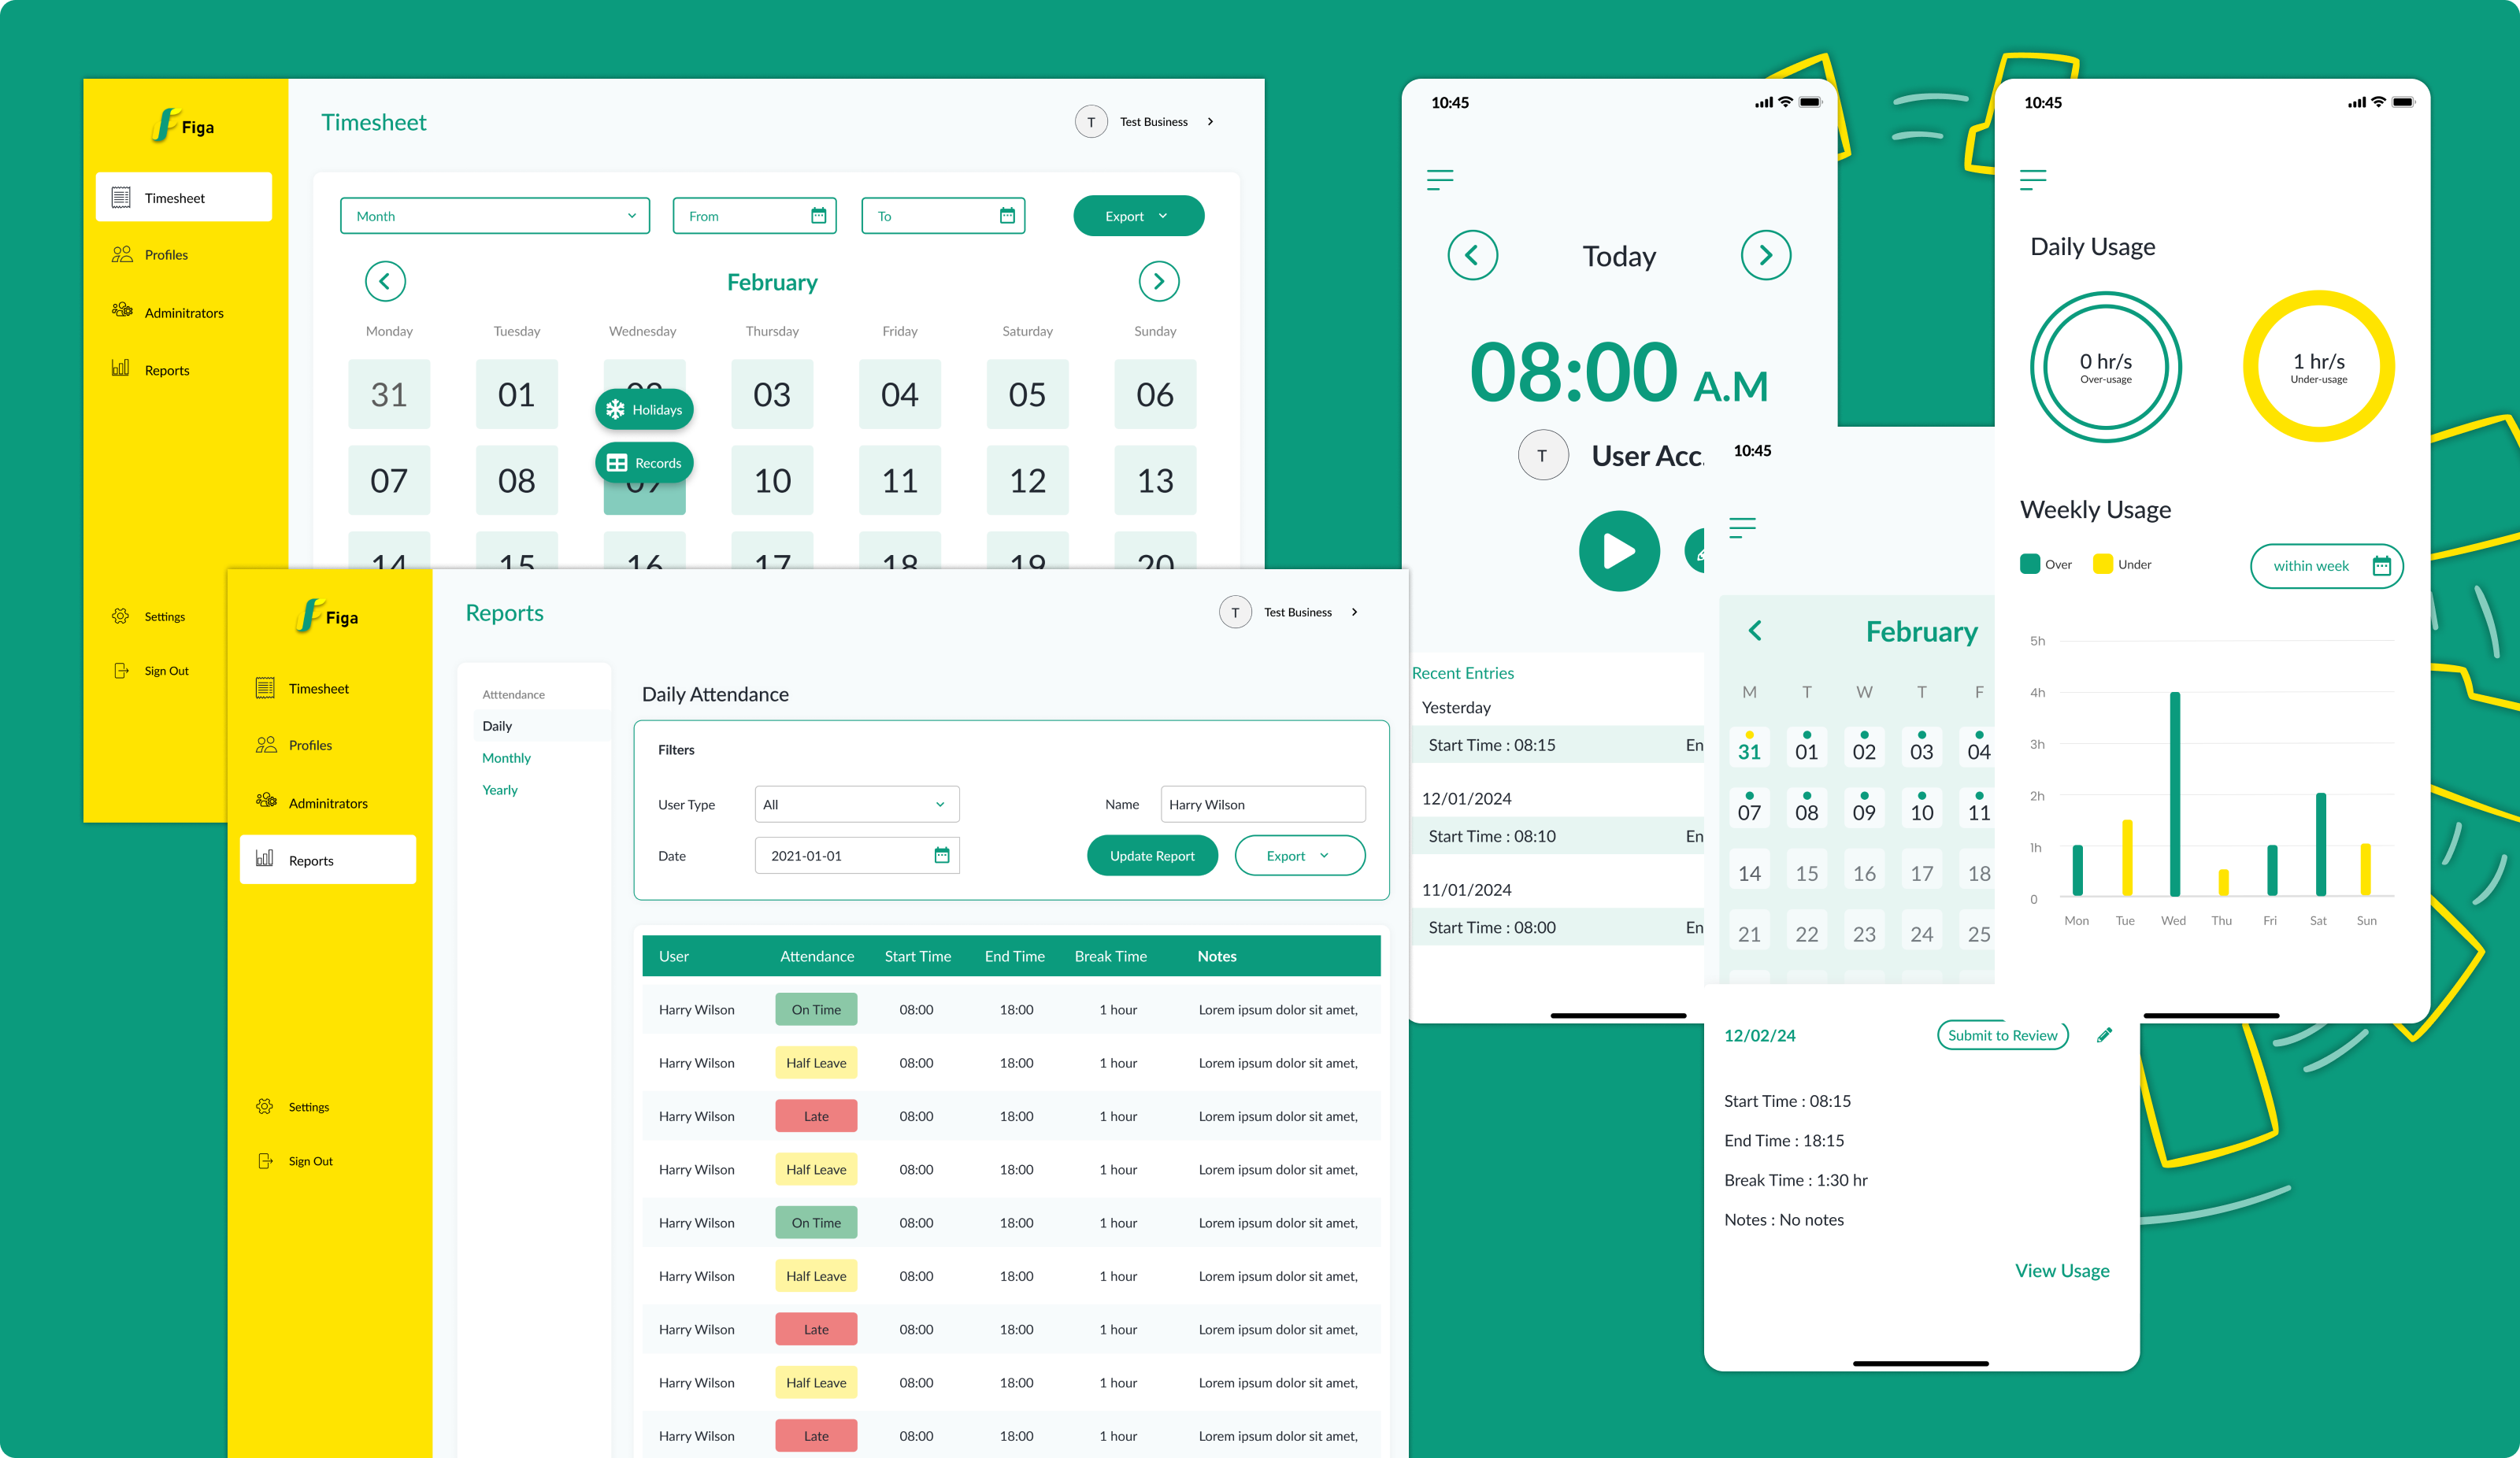 Figa
Timesheet
Profiles
Adminitrators
Reports
Settings
Sign Out
Timesheet
T Test Business
Month From To Export
February
Monday Tuesday Wednesday Thursday Friday Saturday Sunday
31 01 02 03 04 05 06
Holidays
07 08 09 10 11 12 13
Records
14 15 16 17 18 19 20
Figa
Timesheet
Profiles
Adminitrators
Reports
Settings
Sign Out
Reports
T Test Business
Atttendance
Daily
Monthly
Yearly
Daily Attendance
Filters
User Type All Name Harry Wilson
Date 2021-01-01 Update Report Export
User Attendance Start Time End Time Break Time Notes
Harry Wilson On Time 08:00 18:00 1 hour Lorem ipsum dolor sit amet,
Harry Wilson Half Leave 08:00 18:00 1 hour Lorem ipsum dolor sit amet,
Harry Wilson Late 08:00 18:00 1 hour Lorem ipsum dolor sit amet,
Harry Wilson Half Leave 08:00 18:00 1 hour Lorem ipsum dolor sit amet,
Harry Wilson On Time 08:00 18:00 1 hour Lorem ipsum dolor sit amet,
Harry Wilson Half Leave 08:00 18:00 1 hour Lorem ipsum dolor sit amet,
Harry Wilson Late 08:00 18:00 1 hour Lorem ipsum dolor sit amet,
Harry Wilson Half Leave 08:00 18:00 1 hour Lorem ipsum dolor sit amet,
Harry Wilson Late 08:00 18:00 1 hour Lorem ipsum dolor sit amet,
10:45
Today
08:00 A.M
T User Acc.
Recent Entries
Yesterday
Start Time : 08:15 En
12/01/2024
Start Time : 08:10 En
11/01/2024
Start Time : 08:00 En
10:45
February
M T W T F
31 01 02 03 04
07 08 09 10 11
14 15 16 17 18
21 22 23 24 25
12/02/24 Submit to Review
Start Time : 08:15
End Time : 18:15
Break Time : 1:30 hr
Notes : No notes
View Usage
10:45
Daily Usage
0 hr/s 1 hr/s
Over-usage Under-usage
Weekly Usage
Over Under within week
5h
4h
3h
2h
1h
0
Mon Tue Wed Thu Fri Sat Sun